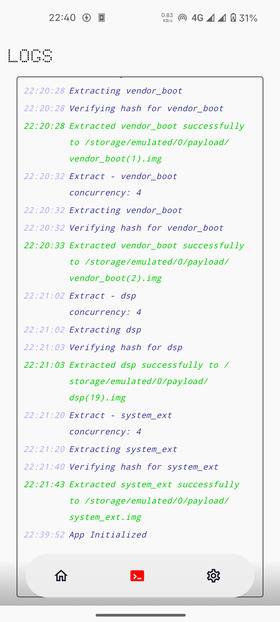 22:40
0.83
KB/s
4G
31%
LOGS
22:20:28 Extracting vendor_boot
22:20:28 Verifying hash for vendor_boot
22:20:28 Extracted vendor_boot successfully
to /storage/emulated/0/payload/
vendor_boot(1).img
22:20:32 Extract - vendor_boot
concurrency: 4
22:20:32 Extracting vendor_boot
22:20:32 Verifying hash for vendor_boot
22:20:33 Extracted vendor_boot successfully
to /storage/emulated/0/payload/
vendor_boot(2).img
22:21:02 Extract - dsp
concurrency: 4
22:21:02 Extracting dsp
22:21:03 Verifying hash for dsp
22:21:03 Extracted dsp successfully to /
storage/emulated/0/payload/
dsp(19).img
22:21:20 Extract - system_ext
concurrency: 4
22:21:20 Extracting system_ext
22:21:40 Verifying hash for system_ext
22:21:43 Extracted system_ext successfully
to /storage/emulated/0/payload/
system_ext.img
22:39:52 App Initialized